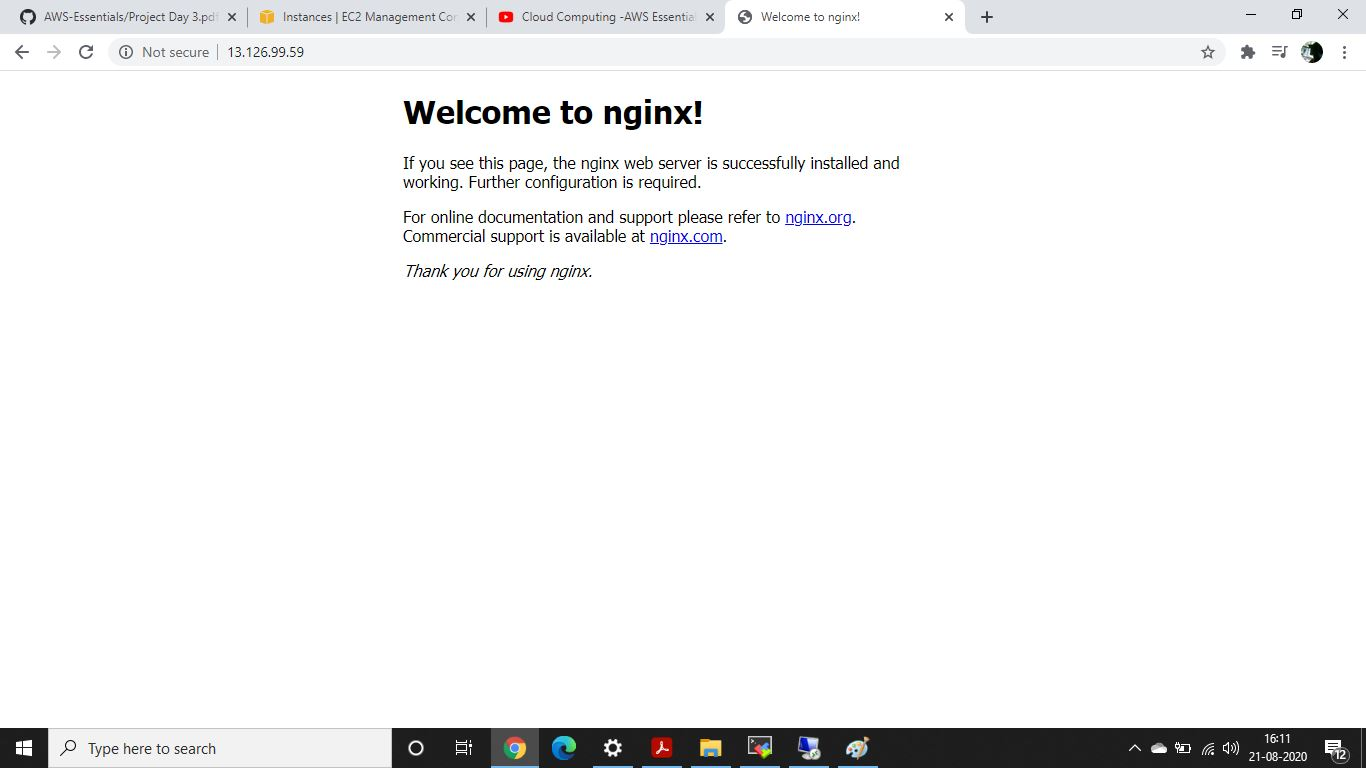 AWS-Essentials/Project Day 3.pdf
Instances | EC2 Management Con
Cloud Computing -AWS Essential
Welcome to nginx!
Not secure
13.126.99.59
Welcome to nginx!
If you see this page, the nginx web server is successfully installed and
working. Further configuration is required.
For online documentation and support please refer to nginx.org.
Commercial support is available at nginx.com.
Thank you for using nginx.
Type here to search
16:11
21-08-2020
12